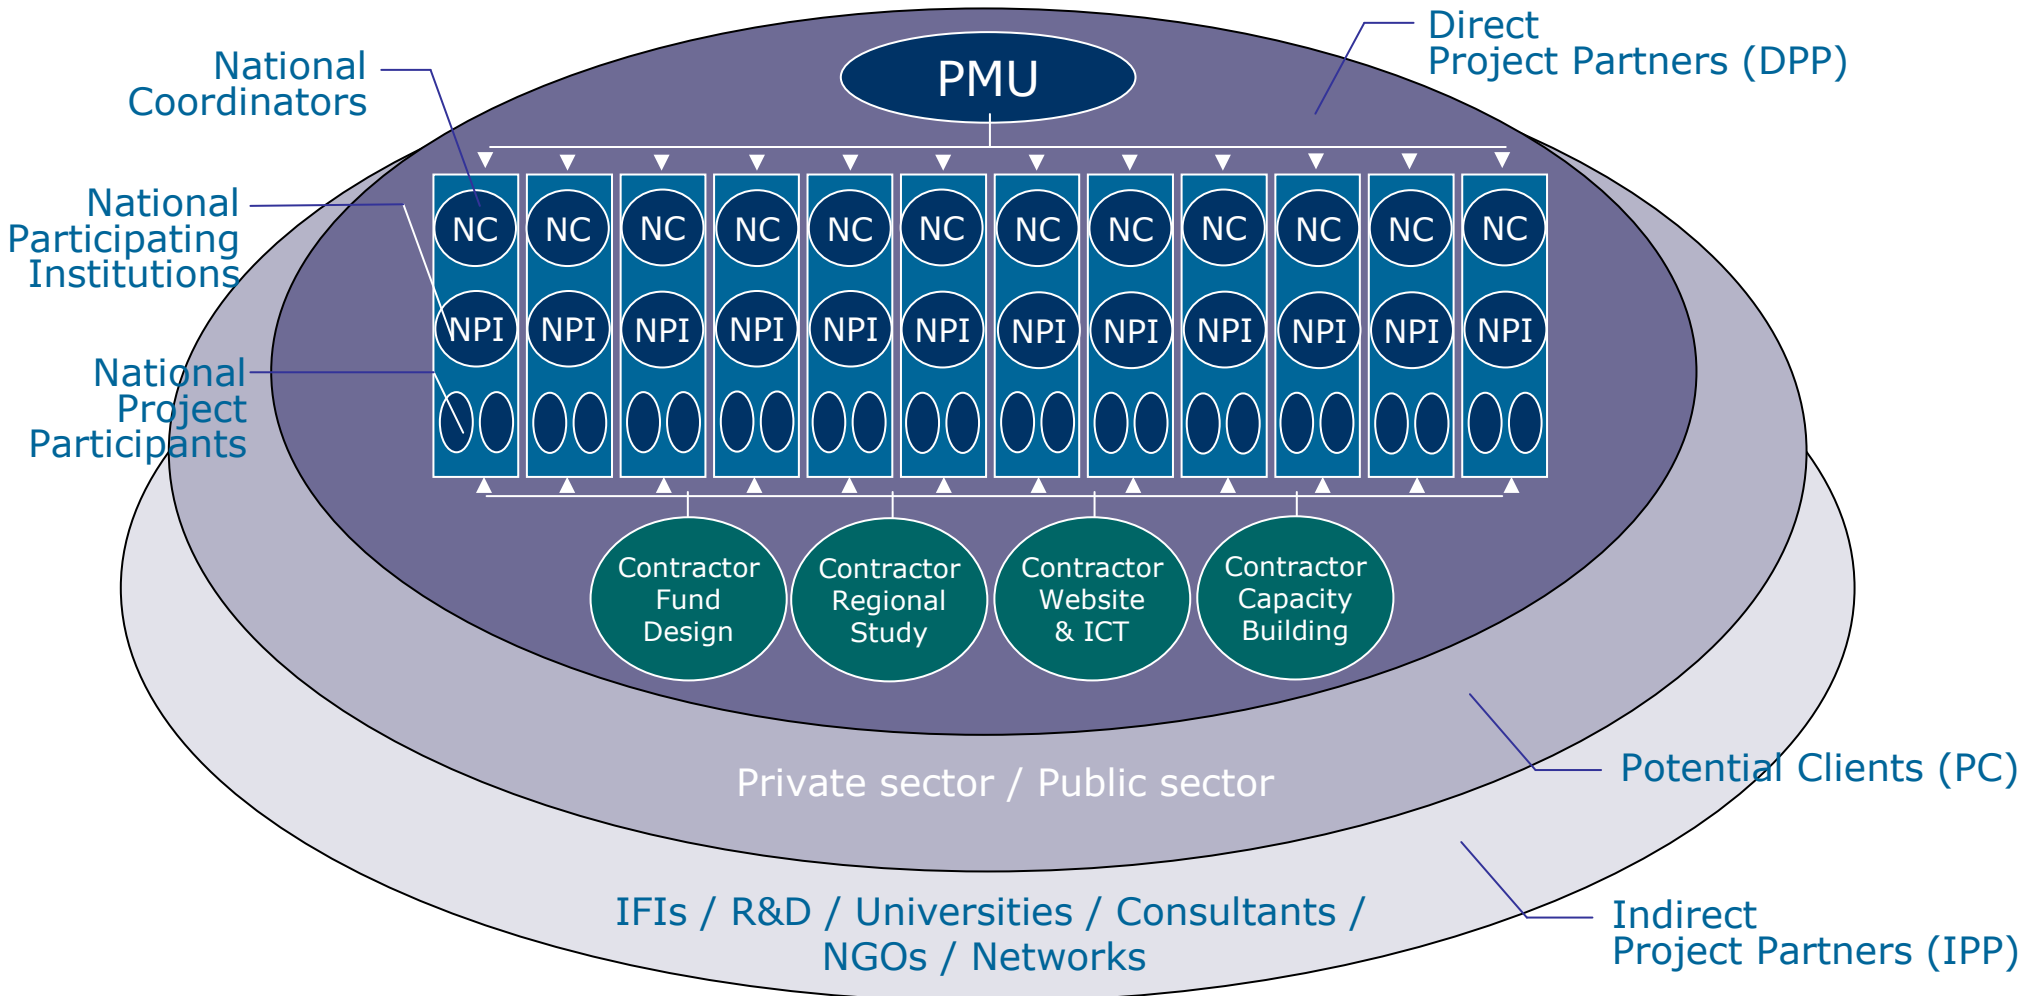 Direct
Project Partners (DPP)
PMU
National
Coordinators
National
Participating
Institutions
National
Project
Participants
NC NC NC NC NC NC NC NC NC NC NC NC
NPI NPI NPI NPI NPI NPI NPI NPI NPI NPI NPI NPI
Contractor
Fund
Design
Contractor
Regional
Study
Contractor
Website
& ICT
Contractor
Capacity
Building
Private sector / Public sector
Potential Clients (PC)
IFIs / R&D / Universities / Consultants /
NGOs / Networks
Indirect
Project Partners (IPP)